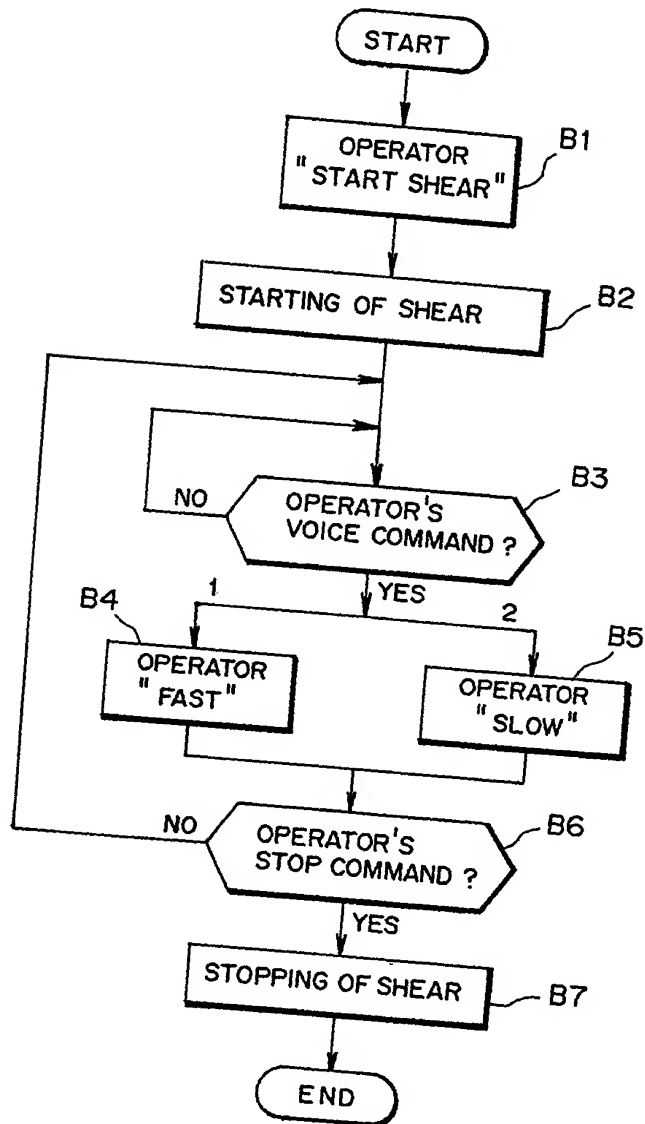 START
OPERATOR
"START SHEAR"
B1
STARTING OF SHEAR
B2
OPERATOR'S
VOICE COMMAND ?
B3
NO
YES
1
2
B4
OPERATOR
"FAST"
B5
OPERATOR
"SLOW"
OPERATOR'S
STOP COMMAND ?
B6
NO
YES
STOPPING OF SHEAR
B7
END